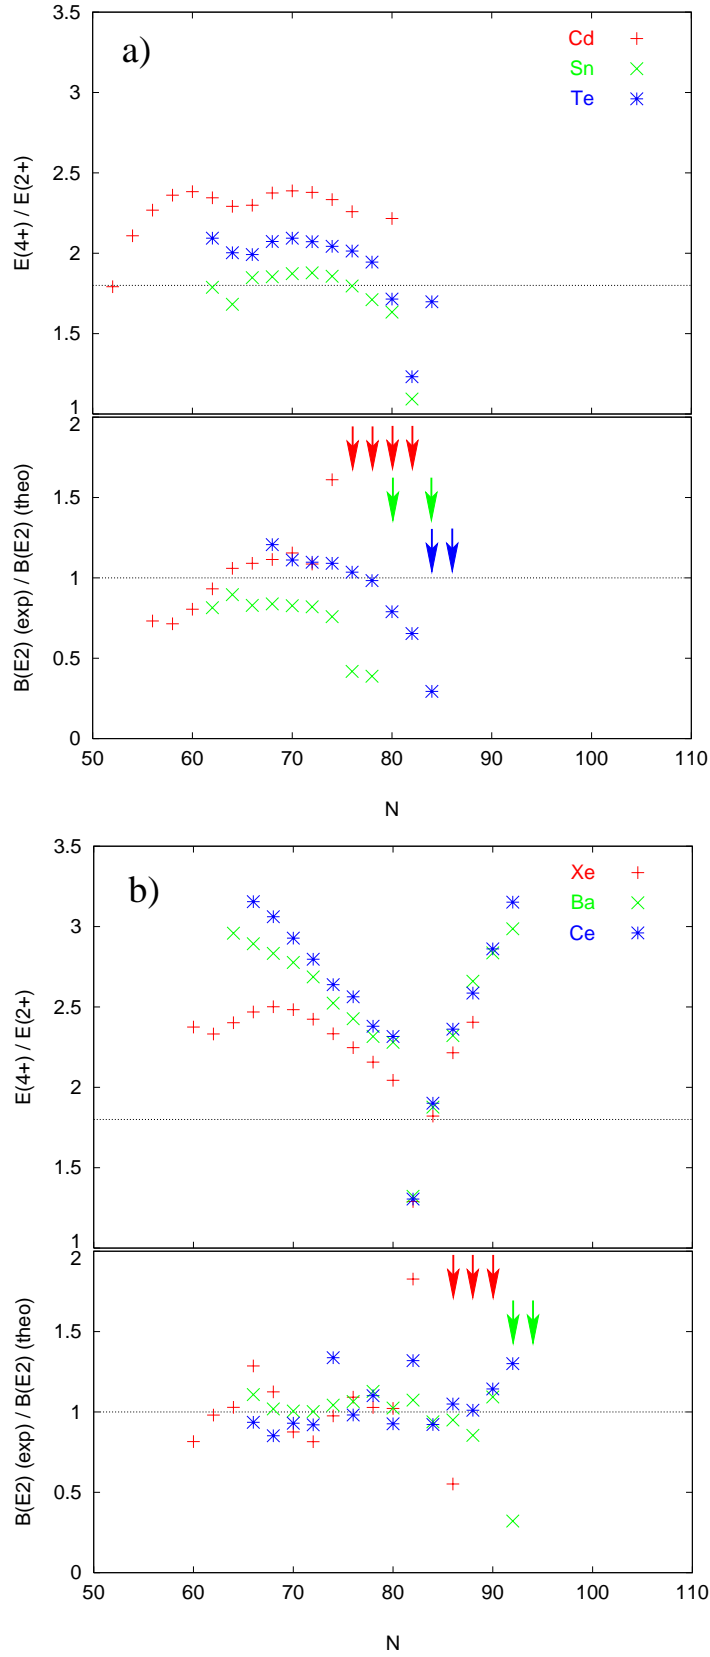 a)
Cd
Sn
Te
3.5
3
2.5
2
1.5
1
E(4+) / E(2+)
2
1.5
1
0.5
0
B(E2) (exp) / B(E2) (theo)
50 60 70 80 90 100 110
N
b)
Xe
Ba
Ce
3.5
3
2.5
2
1.5
1
E(4+) / E(2+)
2
1.5
1
0.5
0
B(E2) (exp) / B(E2) (theo)
50 60 70 80 90 100 110
N